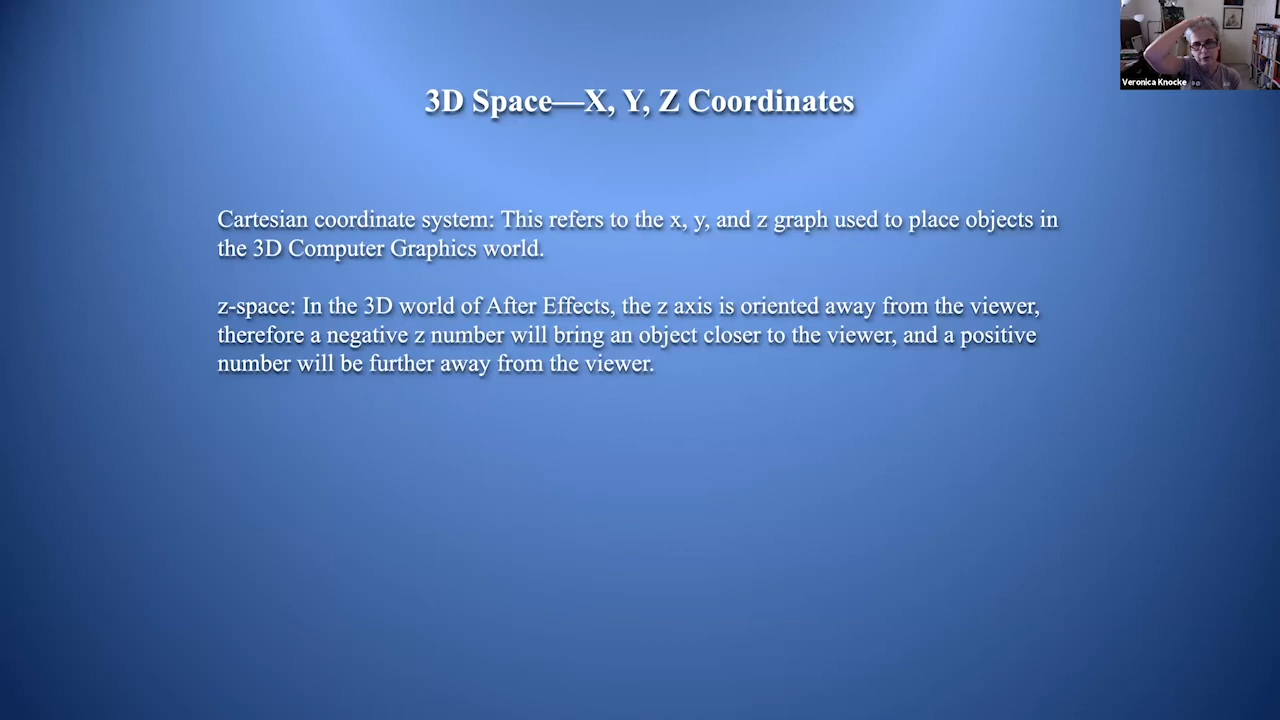 3D Space—X, Y, Z Coordinates
Veronica Knocke
Cartesian coordinate system: This refers to the x, y, and z graph used to place objects in
the 3D Computer Graphics world.
z-space: In the 3D world of After Effects, the z axis is oriented away from the viewer,
therefore a negative z number will bring an object closer to the viewer, and a positive
number will be further away from the viewer.